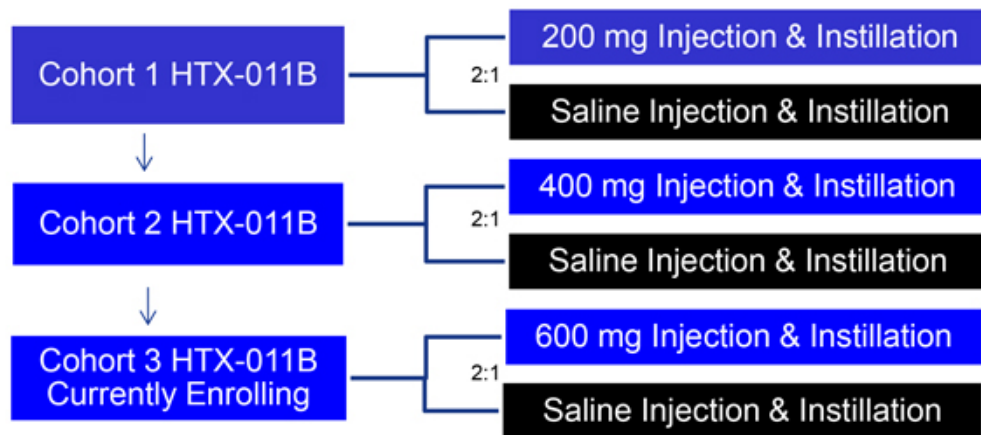 Cohort 1 HTX-011B
200 mg Injection & Instillation
2:1
Saline Injection & Instillation
Cohort 2 HTX-011B
400 mg Injection & Instillation
2:1
Saline Injection & Instillation
Cohort 3 HTX-011B
Currently Enrolling
600 mg Injection & Instillation
2:1
Saline Injection & Instillation